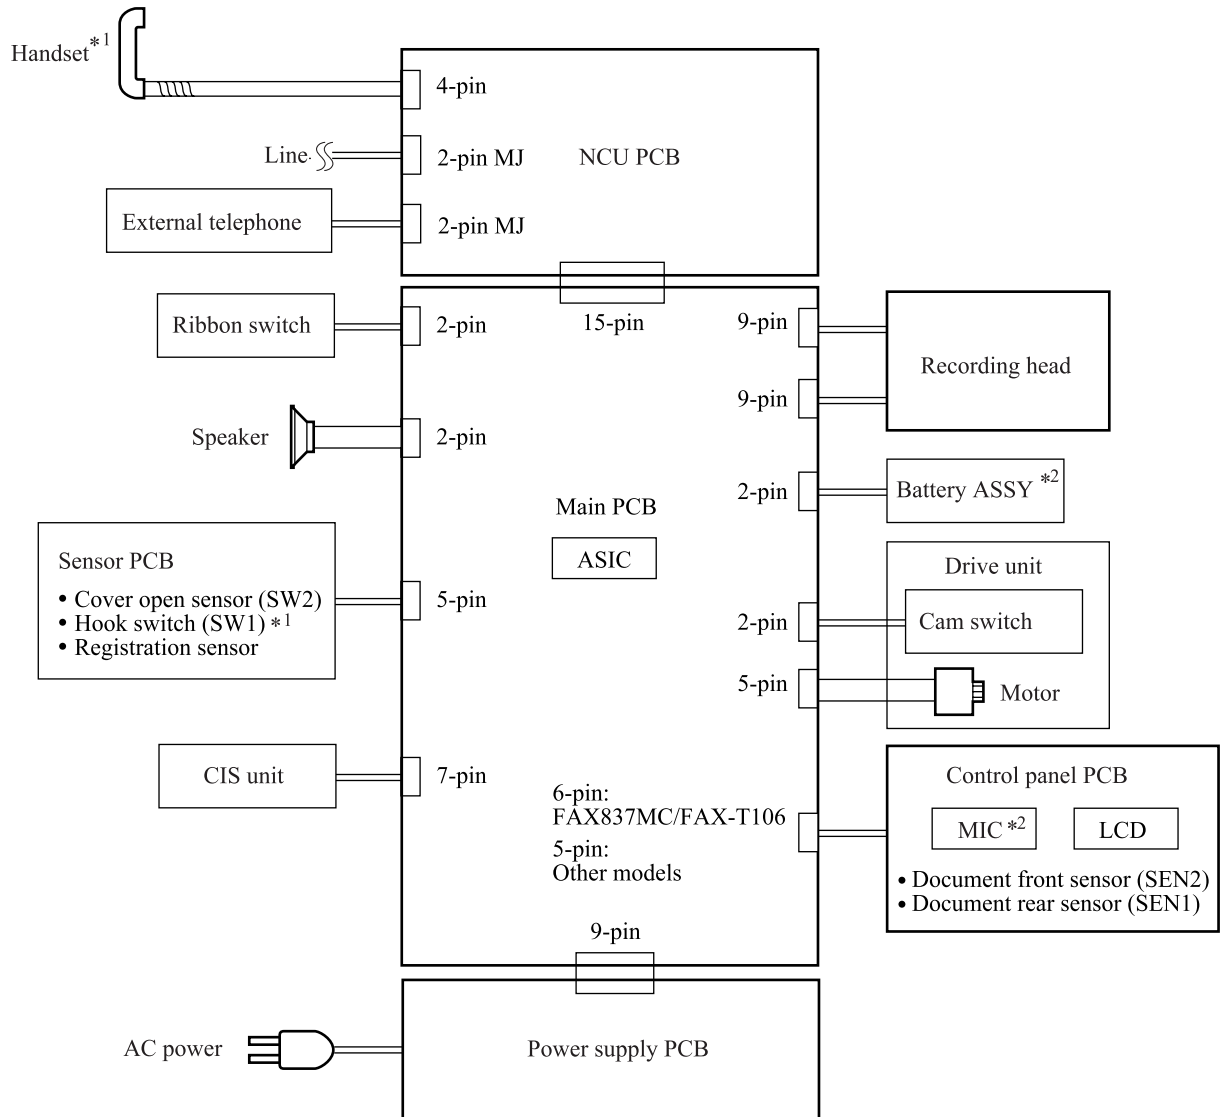 Handset*1
4-pin
Line
2-pin MJ
NCU PCB
External telephone
2-pin MJ
Ribbon switch
2-pin
15-pin
9-pin
Recording head
9-pin
Speaker
2-pin
2-pin
Battery ASSY *2
Main PCB
ASIC
Sensor PCB
• Cover open sensor (SW2)
• Hook switch (SW1) *1
• Registration sensor
5-pin
Drive unit
2-pin
Cam switch
5-pin
Motor
CIS unit
7-pin
6-pin:
FAX837MC/FAX-T106
5-pin:
Other models
Control panel PCB
MIC *2
LCD
• Document front sensor (SEN2)
• Document rear sensor (SEN1)
9-pin
AC power
Power supply PCB